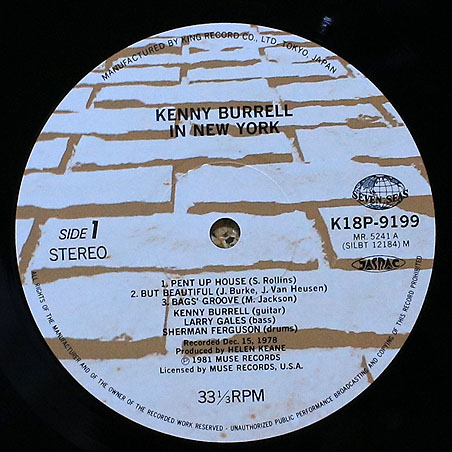 MANUFACTURED BY KING RECORD CO., LTD, TOKYO, JAPAN
KENNY BURRELL
IN NEW YORK
SEVEN SEAS
K18P-9199
MR. 5241 A
(SILBT 12184) M
JASRAC
SIDE 1
STEREO
1. PENT UP HOUSE (S. Rollins)
2. BUT BEAUTIFUL (J. Burke, J. Van Heusen)
3. BAGS' GROOVE (M. Jackson)
KENNY BURRELL (guitar)
LARRY GALES (bass)
SHERMAN FERGUSON (drums)
Recorded Dec. 15, 1978
Produced by HELEN KEANE
℗ 1981 MUSE RECORDS
Licensed by MUSE RECORDS, U.S.A.
33 1/3 RPM
ALL RIGHTS OF THE MANUFACTURER AND OF THE OWNER OF THE RECORDED WORK RESERVED - UNAUTHORIZED PUBLIC PERFORMANCE BROADCASTING AND COPYING OF THIS RECORD PROHIBITED